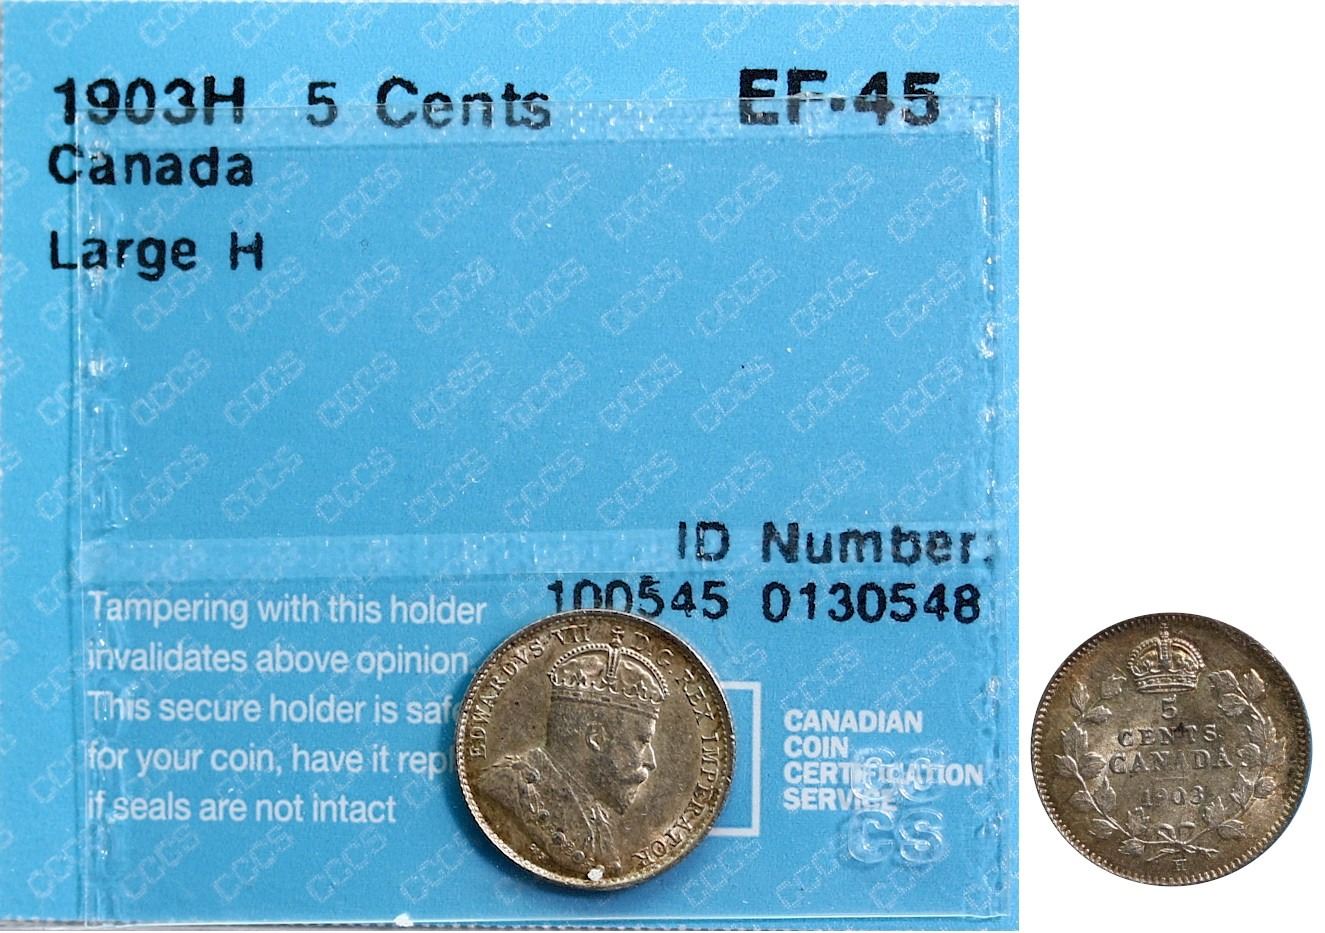 1903H 5 Cents EF-45
Canada
Large H
ID Number:
100545 0130548
Tampering with this holder
invalidates above opinion
This secure holder is safe
for your coin, have it rep
if seals are not intact
CANADIAN
COIN
CERTIFICATION
SERVICE
CC
CS
EDWARDVS VII D.G. REX IMPERATOR
5
CENTS
CANADA
1903
H